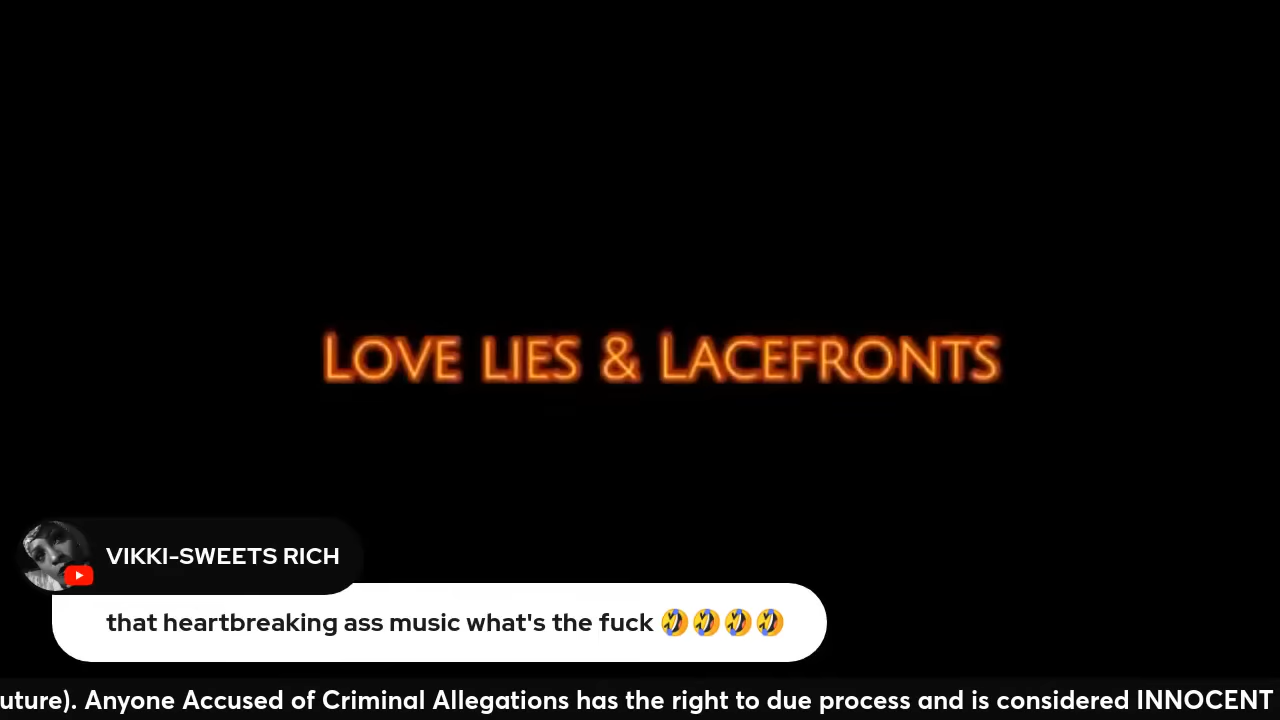 LOVE LIES & LACEFRONTS
VIKKI-SWEETS RICH
that heartbreaking ass music what's the fuck 🤣🤣🤣🤣
uture). Anyone Accused of Criminal Allegations has the right to due process and is considered INNOCENT